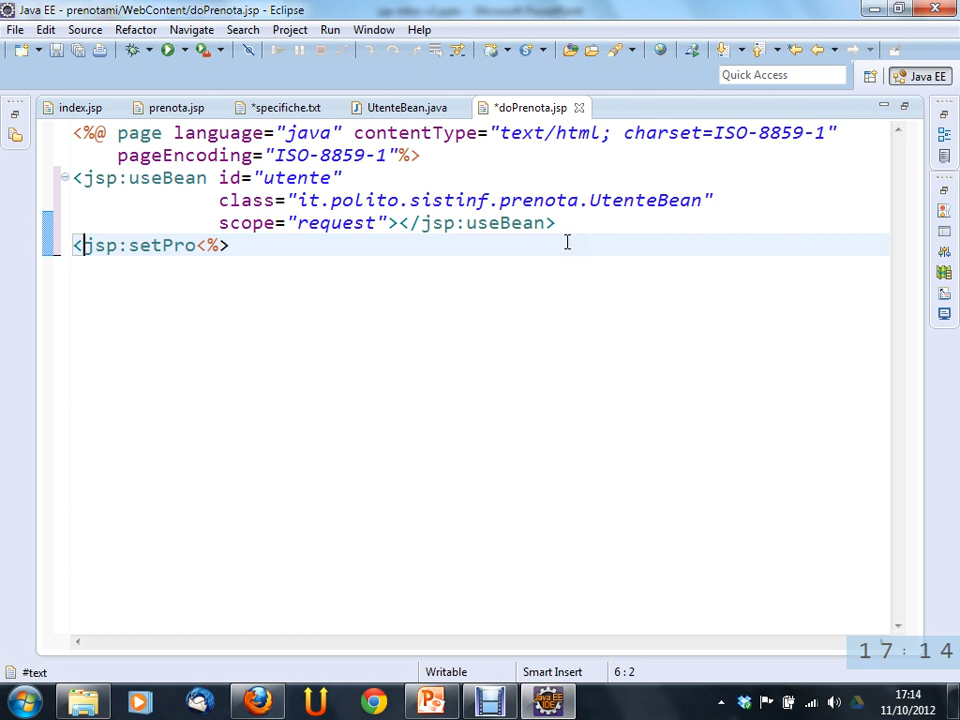 Java EE - prenotami/WebContent/doPrenota.jsp - Eclipse
File Edit Source Refactor Navigate Search Project Run Window Help
Quick Access
Java EE
index.jsp prenota.jsp *specifiche.txt UtenteBean.java *doPrenota.jsp
<%@ page language="java" contentType="text/html; charset=ISO-8859-1"
pageEncoding="ISO-8859-1"%>
<jsp:useBean id="utente"
class="it.polito.sistinf.prenota.UtenteBean"
scope="request"></jsp:useBean>
<jsp:setPro<%>
17:14
#text Writable Smart Insert 6 : 2
17:14
11/10/2012